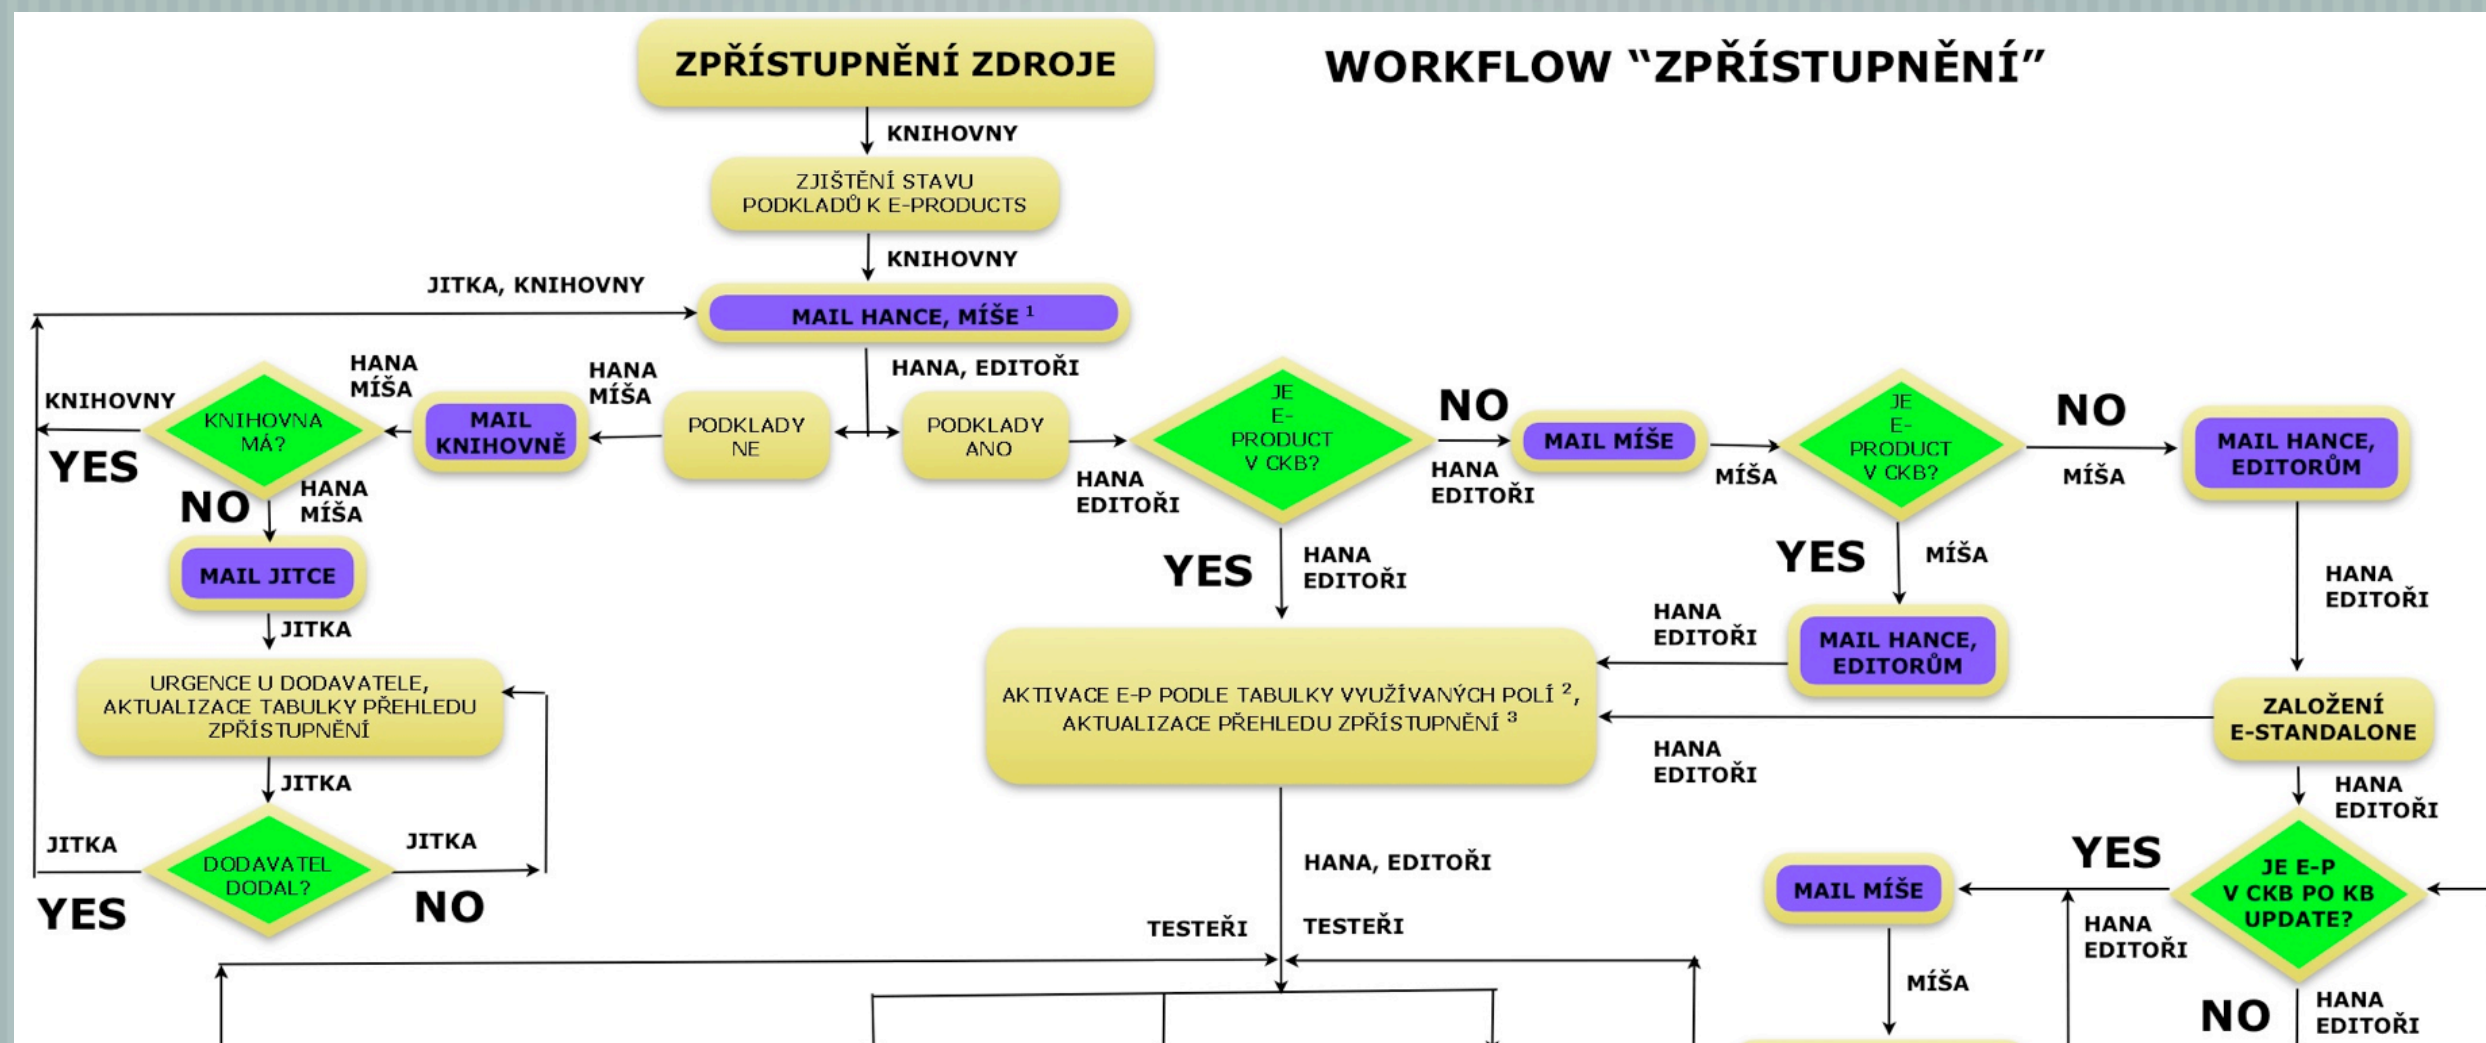 ZPŘÍSTUPNĚNÍ ZDROJE
WORKFLOW “ZPŘÍSTUPNĚNÍ”
KNIHOVNY
ZJIŠTĚNÍ STAVU
PODKLADŮ K E-PRODUCTS
KNIHOVNY
JITKA, KNIHOVNY
MAIL HANCE, MÍŠE ¹
HANA, EDITOŘI
KNIHOVNY
YES
KNIHOVNA
MÁ?
HANA
MÍŠA
MAIL
KNIHOVNĚ
HANA
MÍŠA
PODKLADY
NE
PODKLADY
ANO
HANA
EDITOŘI
JE
E-
PRODUCT
V CKB?
NO
HANA
EDITOŘI
MAIL MÍŠE
MÍŠA
JE
E-
PRODUCT
V CKB?
NO
MÍŠA
MAIL HANCE,
EDITORŮM
NO
HANA
MÍŠA
MAIL JITCE
JITKA
URGENCE U DODAVATELE,
AKTUALIZACE TABULKY PŘEHLEDU
ZPŘÍSTUPNĚNÍ
JITKA
DODAVATEL
DODAL?
JITKA
YES
JITKA
NO
YES
HANA
EDITOŘI
YES
MÍŠA
HANA
EDITOŘI
HANA
EDITOŘI
MAIL HANCE,
EDITORŮM
AKTIVACE E-P PODLE TABULKY VYUŽÍVANÝCH POLÍ ²,
AKTUALIZACE PŘEHLEDU ZPŘÍSTUPNĚNÍ ³
HANA
EDITOŘI
ZALOŽENÍ
E-STANDALONE
HANA
EDITOŘI
HANA, EDITOŘI
TESTEŘI
TESTEŘI
YES
MAIL MÍŠE
JE E-P
V CKB PO KB
UPDATE?
HANA
EDITOŘI
MÍŠA
NO
HANA
EDITOŘI